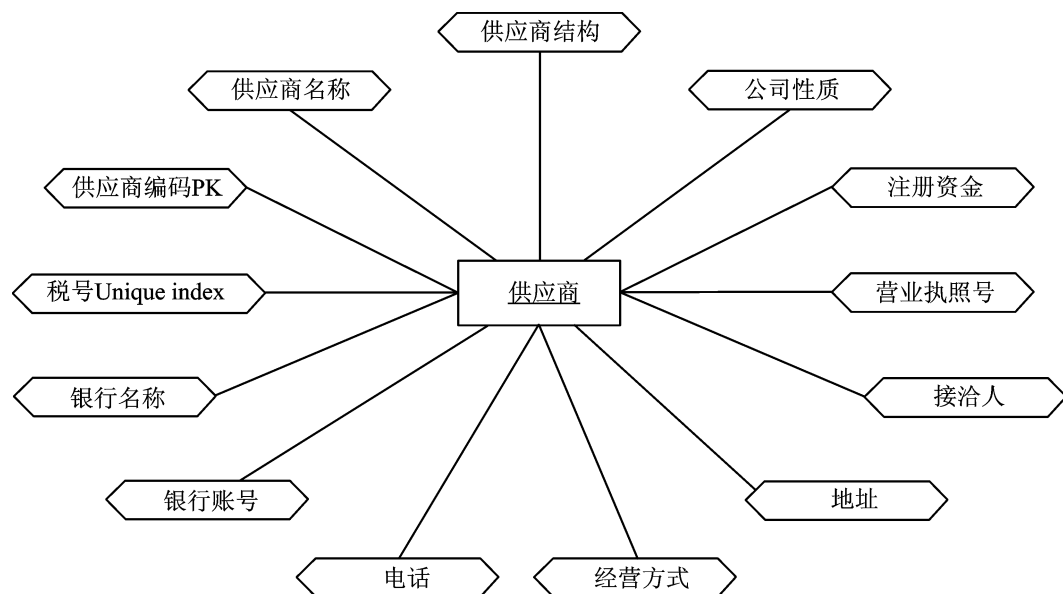 供应商结构
供应商名称
公司性质
供应商编码PK
注册资金
税号Unique index
供应商
营业执照号
银行名称
接洽人
银行账号
地址
电话
经营方式